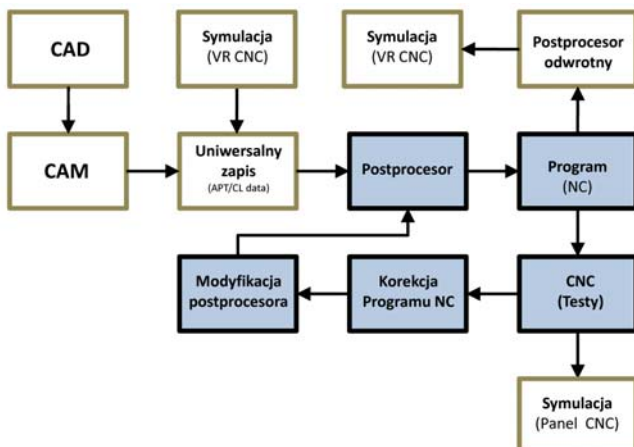 CAD
Symulacja
(VR CNC)
Symulacja
(VR CNC)
Postprocesor
odwrotny
CAM
Uniwersalny
zapis
(APT/CL data)
Postprocesor
Program
(NC)
Modyfikacja
postprocesora
Korekcja
Programu NC
CNC
(Testy)
Symulacja
(Panel CNC)